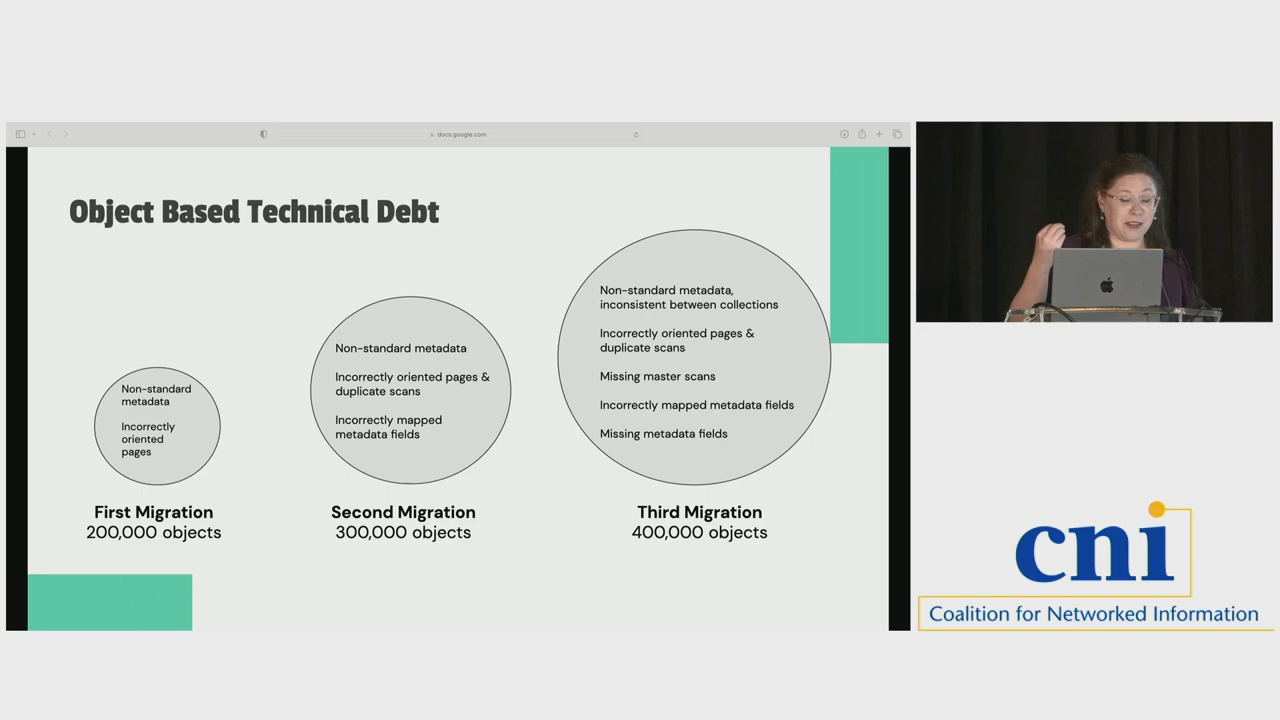 docs.google.com
Object Based Technical Debt
Non-standard
metadata
Incorrectly
oriented
pages
First Migration
200,000 objects
Non-standard metadata
Incorrectly oriented pages &
duplicate scans
Incorrectly mapped
metadata fields
Second Migration
300,000 objects
Non-standard metadata,
inconsistent between collections
Incorrectly oriented pages &
duplicate scans
Missing master scans
Incorrectly mapped metadata fields
Missing metadata fields
Third Migration
400,000 objects
cni
Coalition for Networked Information